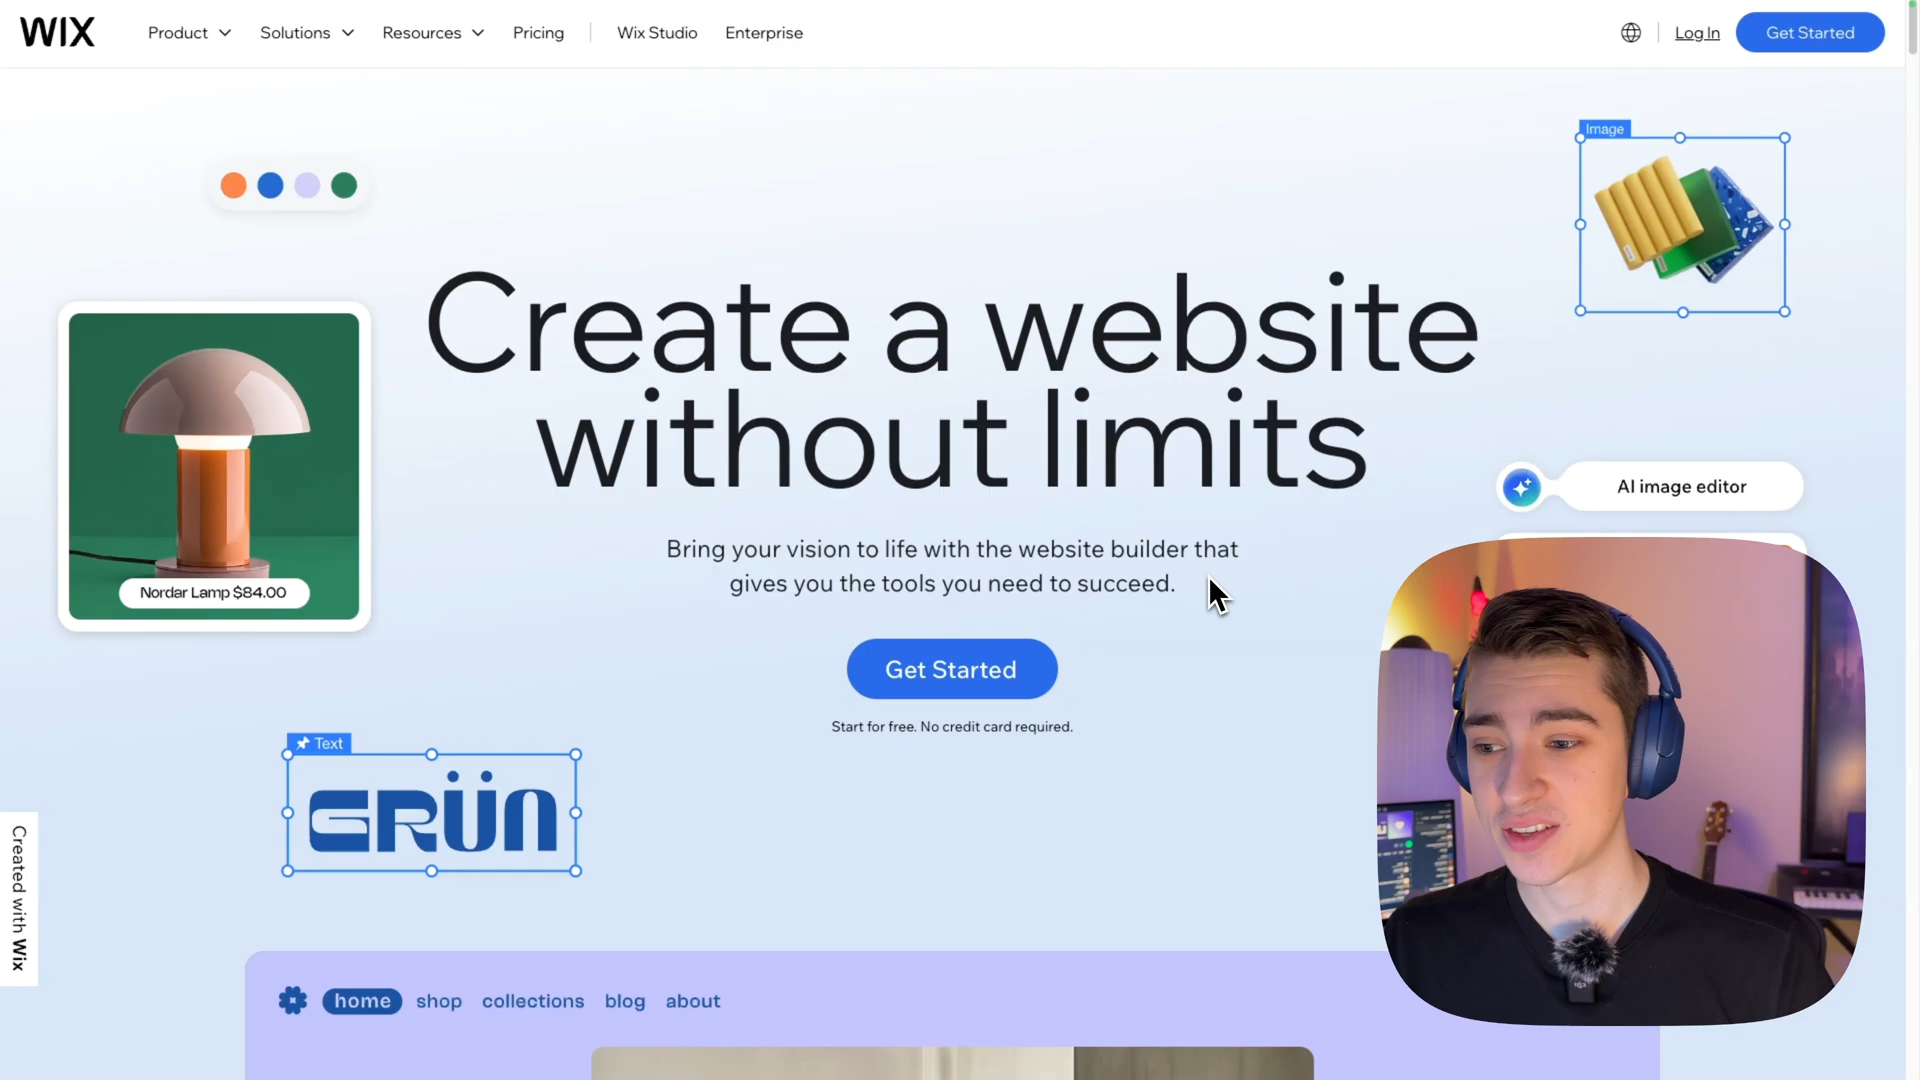 WIX
Product
Solutions
Resources
Pricing
Wix Studio
Enterprise
Log In
Get Started
Image
Create a website
without limits
AI image editor
Bring your vision to life with the website builder that
gives you the tools you need to succeed.
Nordar Lamp $84.00
Get Started
Start for free. No credit card required.
Text
GRÜN
Created with Wix
home
shop
collections
blog
about